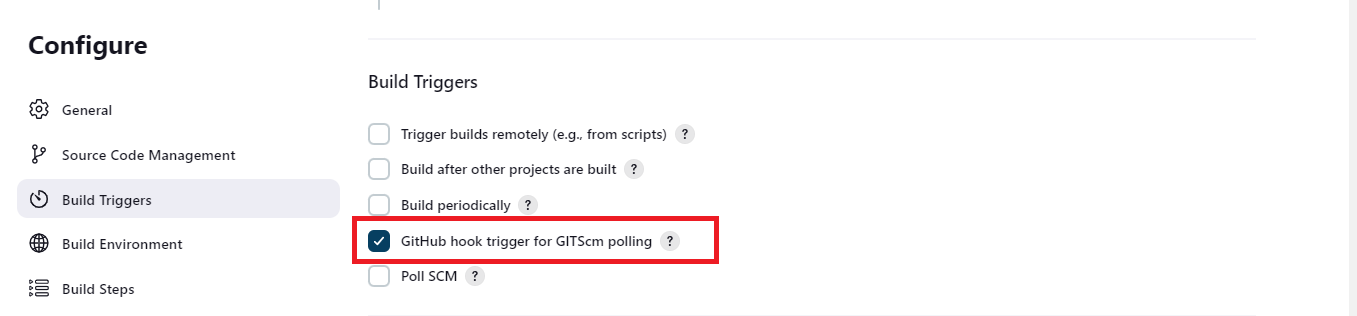 Configure
General
Source Code Management
Build Triggers
Build Environment
Build Steps
Build Triggers
Trigger builds remotely (e.g., from scripts) ?
Build after other projects are built ?
Build periodically ?
GitHub hook trigger for GITScm polling ?
Poll SCM ?